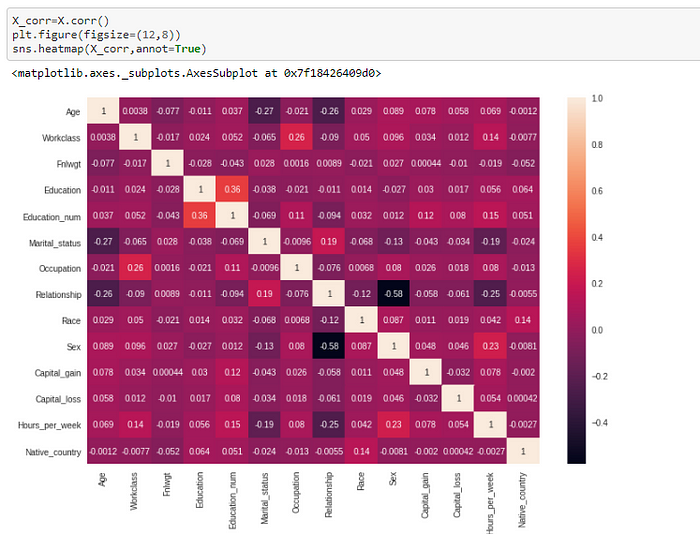 X_corr=X.corr()
plt.figure(figsize=(12,8))
sns.heatmap(X_corr,annot=True)
<matplotlib.axes._subplots.AxesSubplot at 0x7f18426409d0>
Age 1 0.0038 -0.077 -0.011 0.037 -0.27 -0.021 -0.26 0.029 0.089 0.078 0.058 0.069 -0.0012
Workclass 0.0038 1 -0.017 0.024 0.052 -0.065 0.26 -0.09 0.05 0.096 0.034 0.012 0.14 -0.0077
Fnlwgt -0.077 -0.017 1 -0.028 -0.043 0.028 0.0016 0.0089 -0.021 0.027 0.00044 -0.01 -0.019 -0.052
Education -0.011 0.024 -0.028 1 0.36 -0.038 -0.021 -0.011 0.014 -0.027 0.03 0.017 0.056 0.064
Education_num 0.037 0.052 -0.043 0.36 1 -0.069 0.11 -0.094 0.032 0.012 0.12 0.08 0.15 0.051
Marital_status -0.27 -0.065 0.028 -0.038 -0.069 1 -0.0096 0.19 -0.068 -0.13 -0.043 -0.034 -0.19 -0.024
Occupation -0.021 0.26 0.0016 -0.021 0.11 -0.0096 1 -0.076 0.0068 0.08 0.026 0.018 0.08 -0.013
Relationship -0.26 -0.09 0.0089 -0.011 -0.094 0.19 -0.076 1 -0.12 -0.58 -0.058 -0.061 -0.25 -0.0055
Race 0.029 0.05 -0.021 0.014 0.032 -0.068 0.0068 -0.12 1 0.087 0.011 0.019 0.042 0.14
Sex 0.089 0.096 0.027 -0.027 0.012 -0.13 0.08 -0.58 0.087 1 0.048 0.046 0.23 -0.0081
Capital_gain 0.078 0.034 0.00044 0.03 0.12 -0.043 0.026 -0.058 0.011 0.048 1 -0.032 0.078 -0.002
Capital_loss 0.058 0.012 -0.01 0.017 0.08 -0.034 0.018 -0.061 0.019 0.046 -0.032 1 0.054 0.00042
Hours_per_week 0.069 0.14 -0.019 0.056 0.15 -0.19 0.08 -0.25 0.042 0.23 0.078 0.054 1 -0.0027
Native_country -0.0012 -0.0077 -0.052 0.064 0.051 -0.024 -0.013 -0.0055 0.14 -0.0081 -0.002 0.00042 -0.0027 1
Age
Workclass
Fnlwgt
Education
Education_num
Marital_status
Occupation
Relationship
Race
Sex
Capital_gain
Capital_loss
Hours_per_week
Native_country
1.0
0.8
0.6
0.4
0.2
0.0
−0.2
−0.4